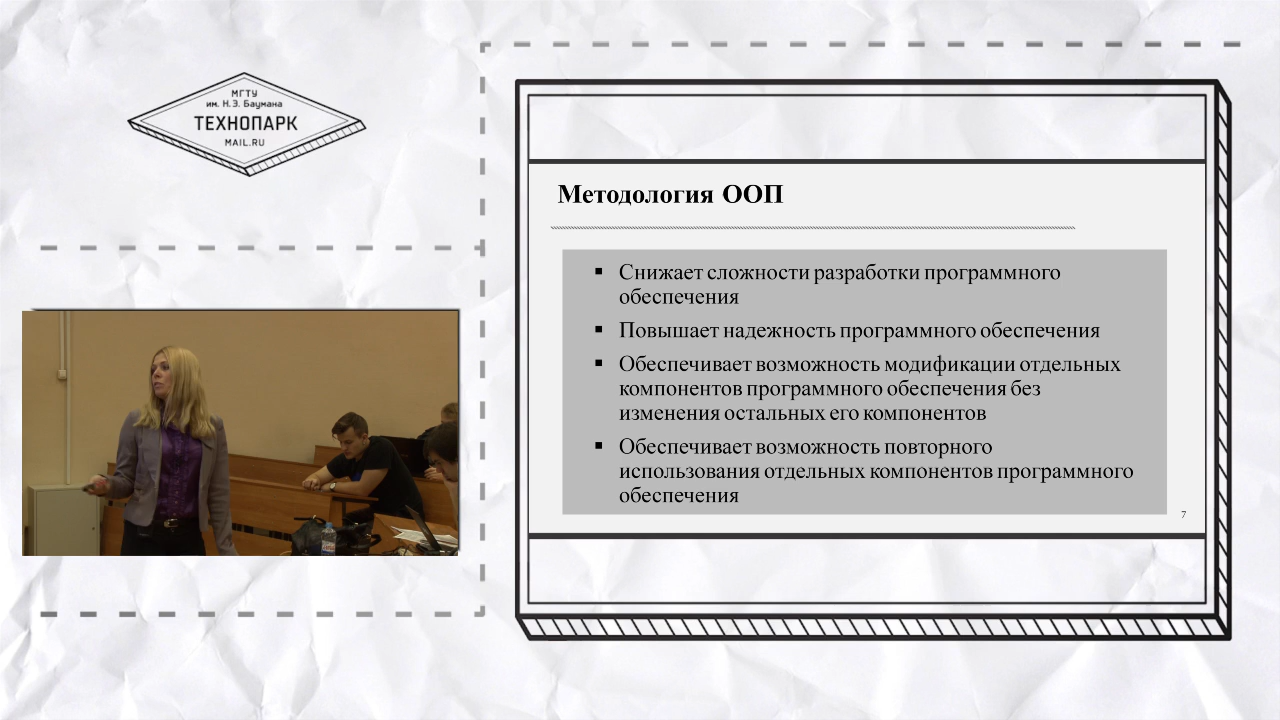 МГТУ
им. Н.Э. Баумана
ТЕХНОПАРК
MAIL.RU
Методология ООП
Снижает сложности разработки программного
обеспечения
Повышает надежность программного обеспечения
Обеспечивает возможность модификации отдельных
компонентов программного обеспечения без
изменения остальных его компонентов
Обеспечивает возможность повторного
использования отдельных компонентов программного
обеспечения
7